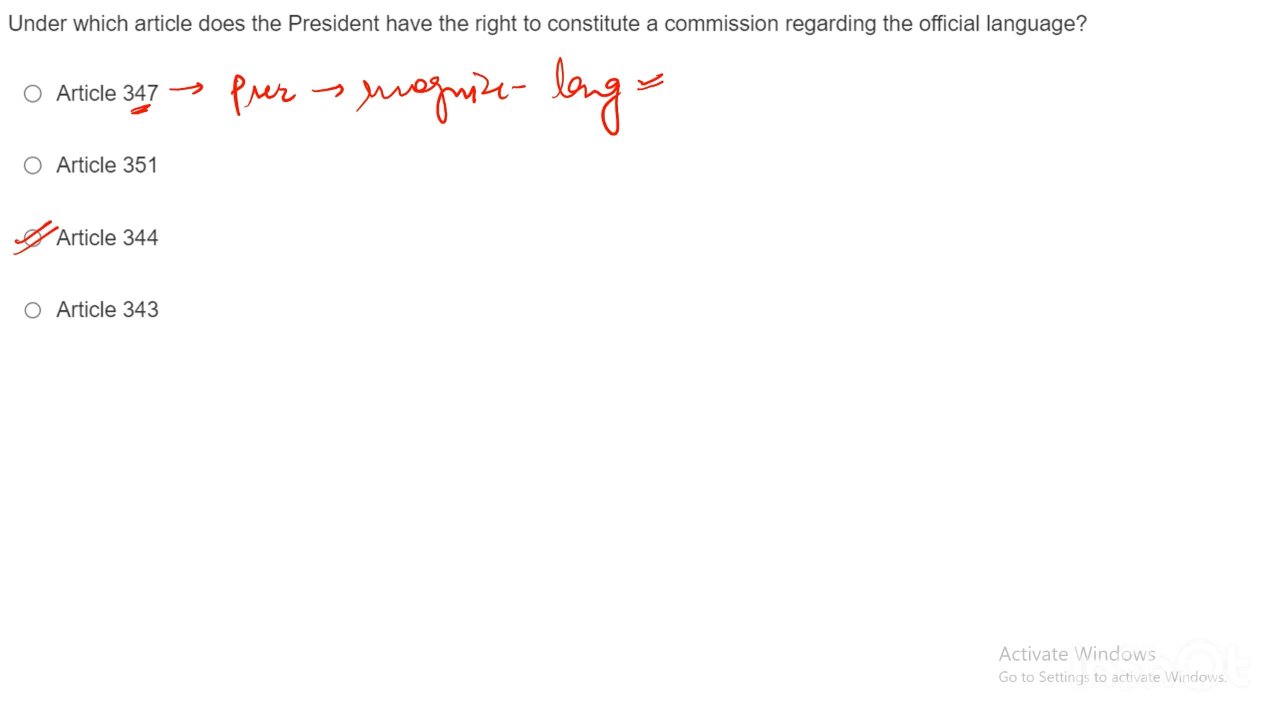 Under which article does the President have the right to constitute a commission regarding the official language?
Article 347 → Prez → recognize - lang =
Article 351
Article 344
Article 343
Activate Windows
Go to Settings to activate Windows.